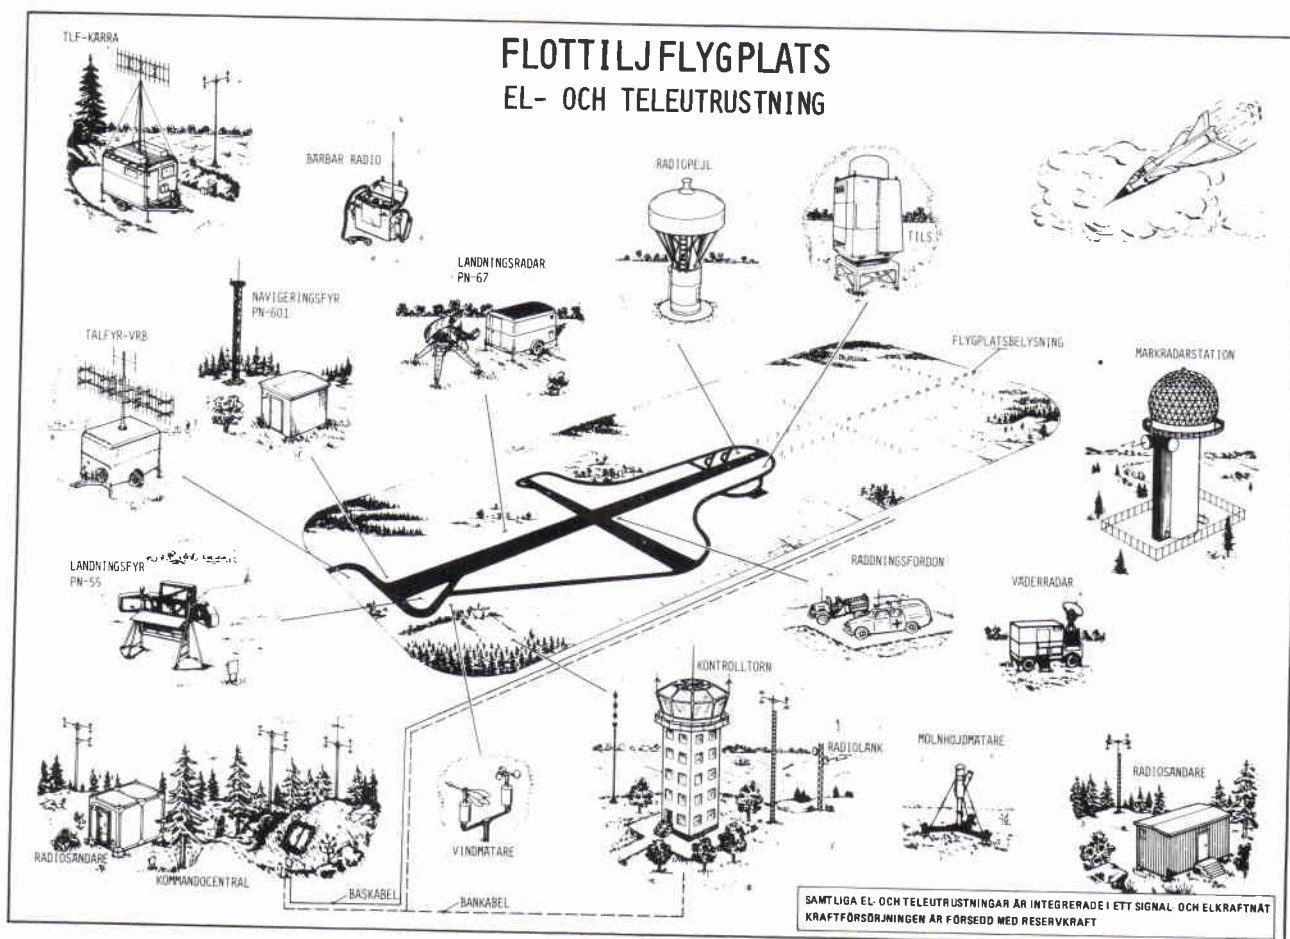 FLOTTILJFLYGPLATS
EL- OCH TELEUTRUSTNING
TLF-KÄRRA
BÄRBAR RADIO
RADIOPEJL
TILS
LANDNINGSRADAR
PN-67
NAVIGERINGSFYR
PN-601
TALFYR-VRB
FLYGPLATSBELYSNING
MARKRADARSTATION
LANDNINGSFYR
PN-55
RÄDDNINGSFORDON
VÄDERRADAR
KONTROLLTORN
RADIOLÄNK
MOLNHÖJDMÄTARE
RADIOSÄNDARE
RADIOSÄNDARE
KOMMANDOCENTRAL
VINDMÄTARE
BASKABEL
BANKABEL
SAMTLIGA EL- OCH TELEUTRUSTNINGAR ÄR INTEGRERADE I ETT SIGNAL- OCH ELKRAFTNÄT
KRAFTFÖRSÖRJNINGEN ÄR FÖRSEDD MED RESERVKRAFT